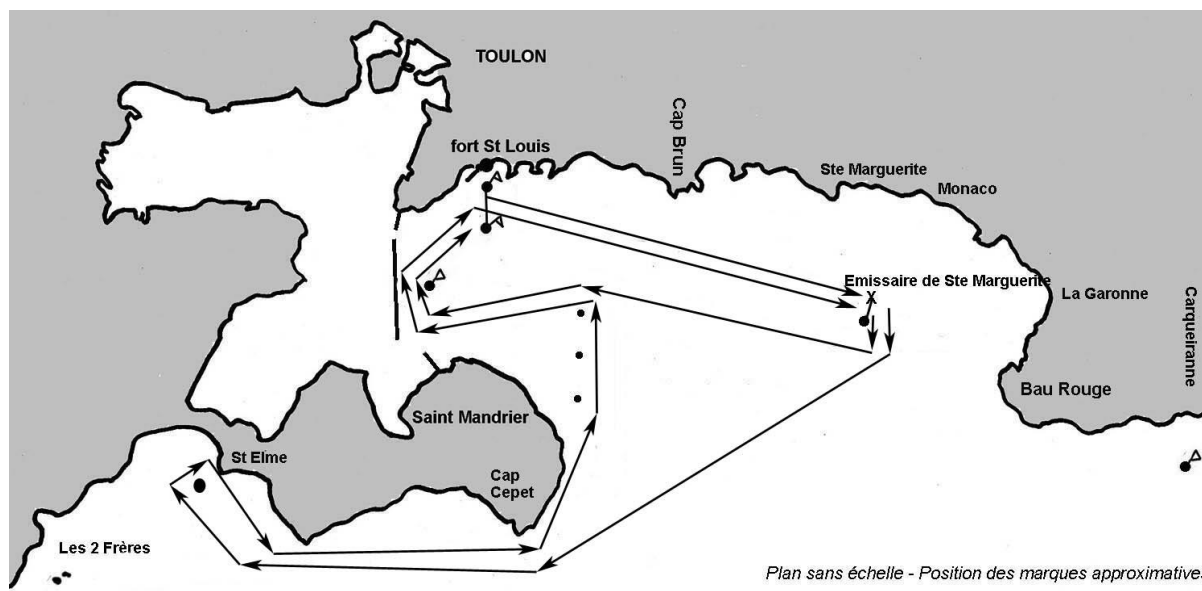 TOULON
Cap Brun
fort St Louis
Ste Marguerite
Monaco
Emissaire de Ste Marguerite
X
La Garonne
Carqueiranne
Bau Rouge
Saint Mandrier
St Elme
Cap
Cepet
Les 2 Frères
Plan sans échelle - Position des marques approximatives